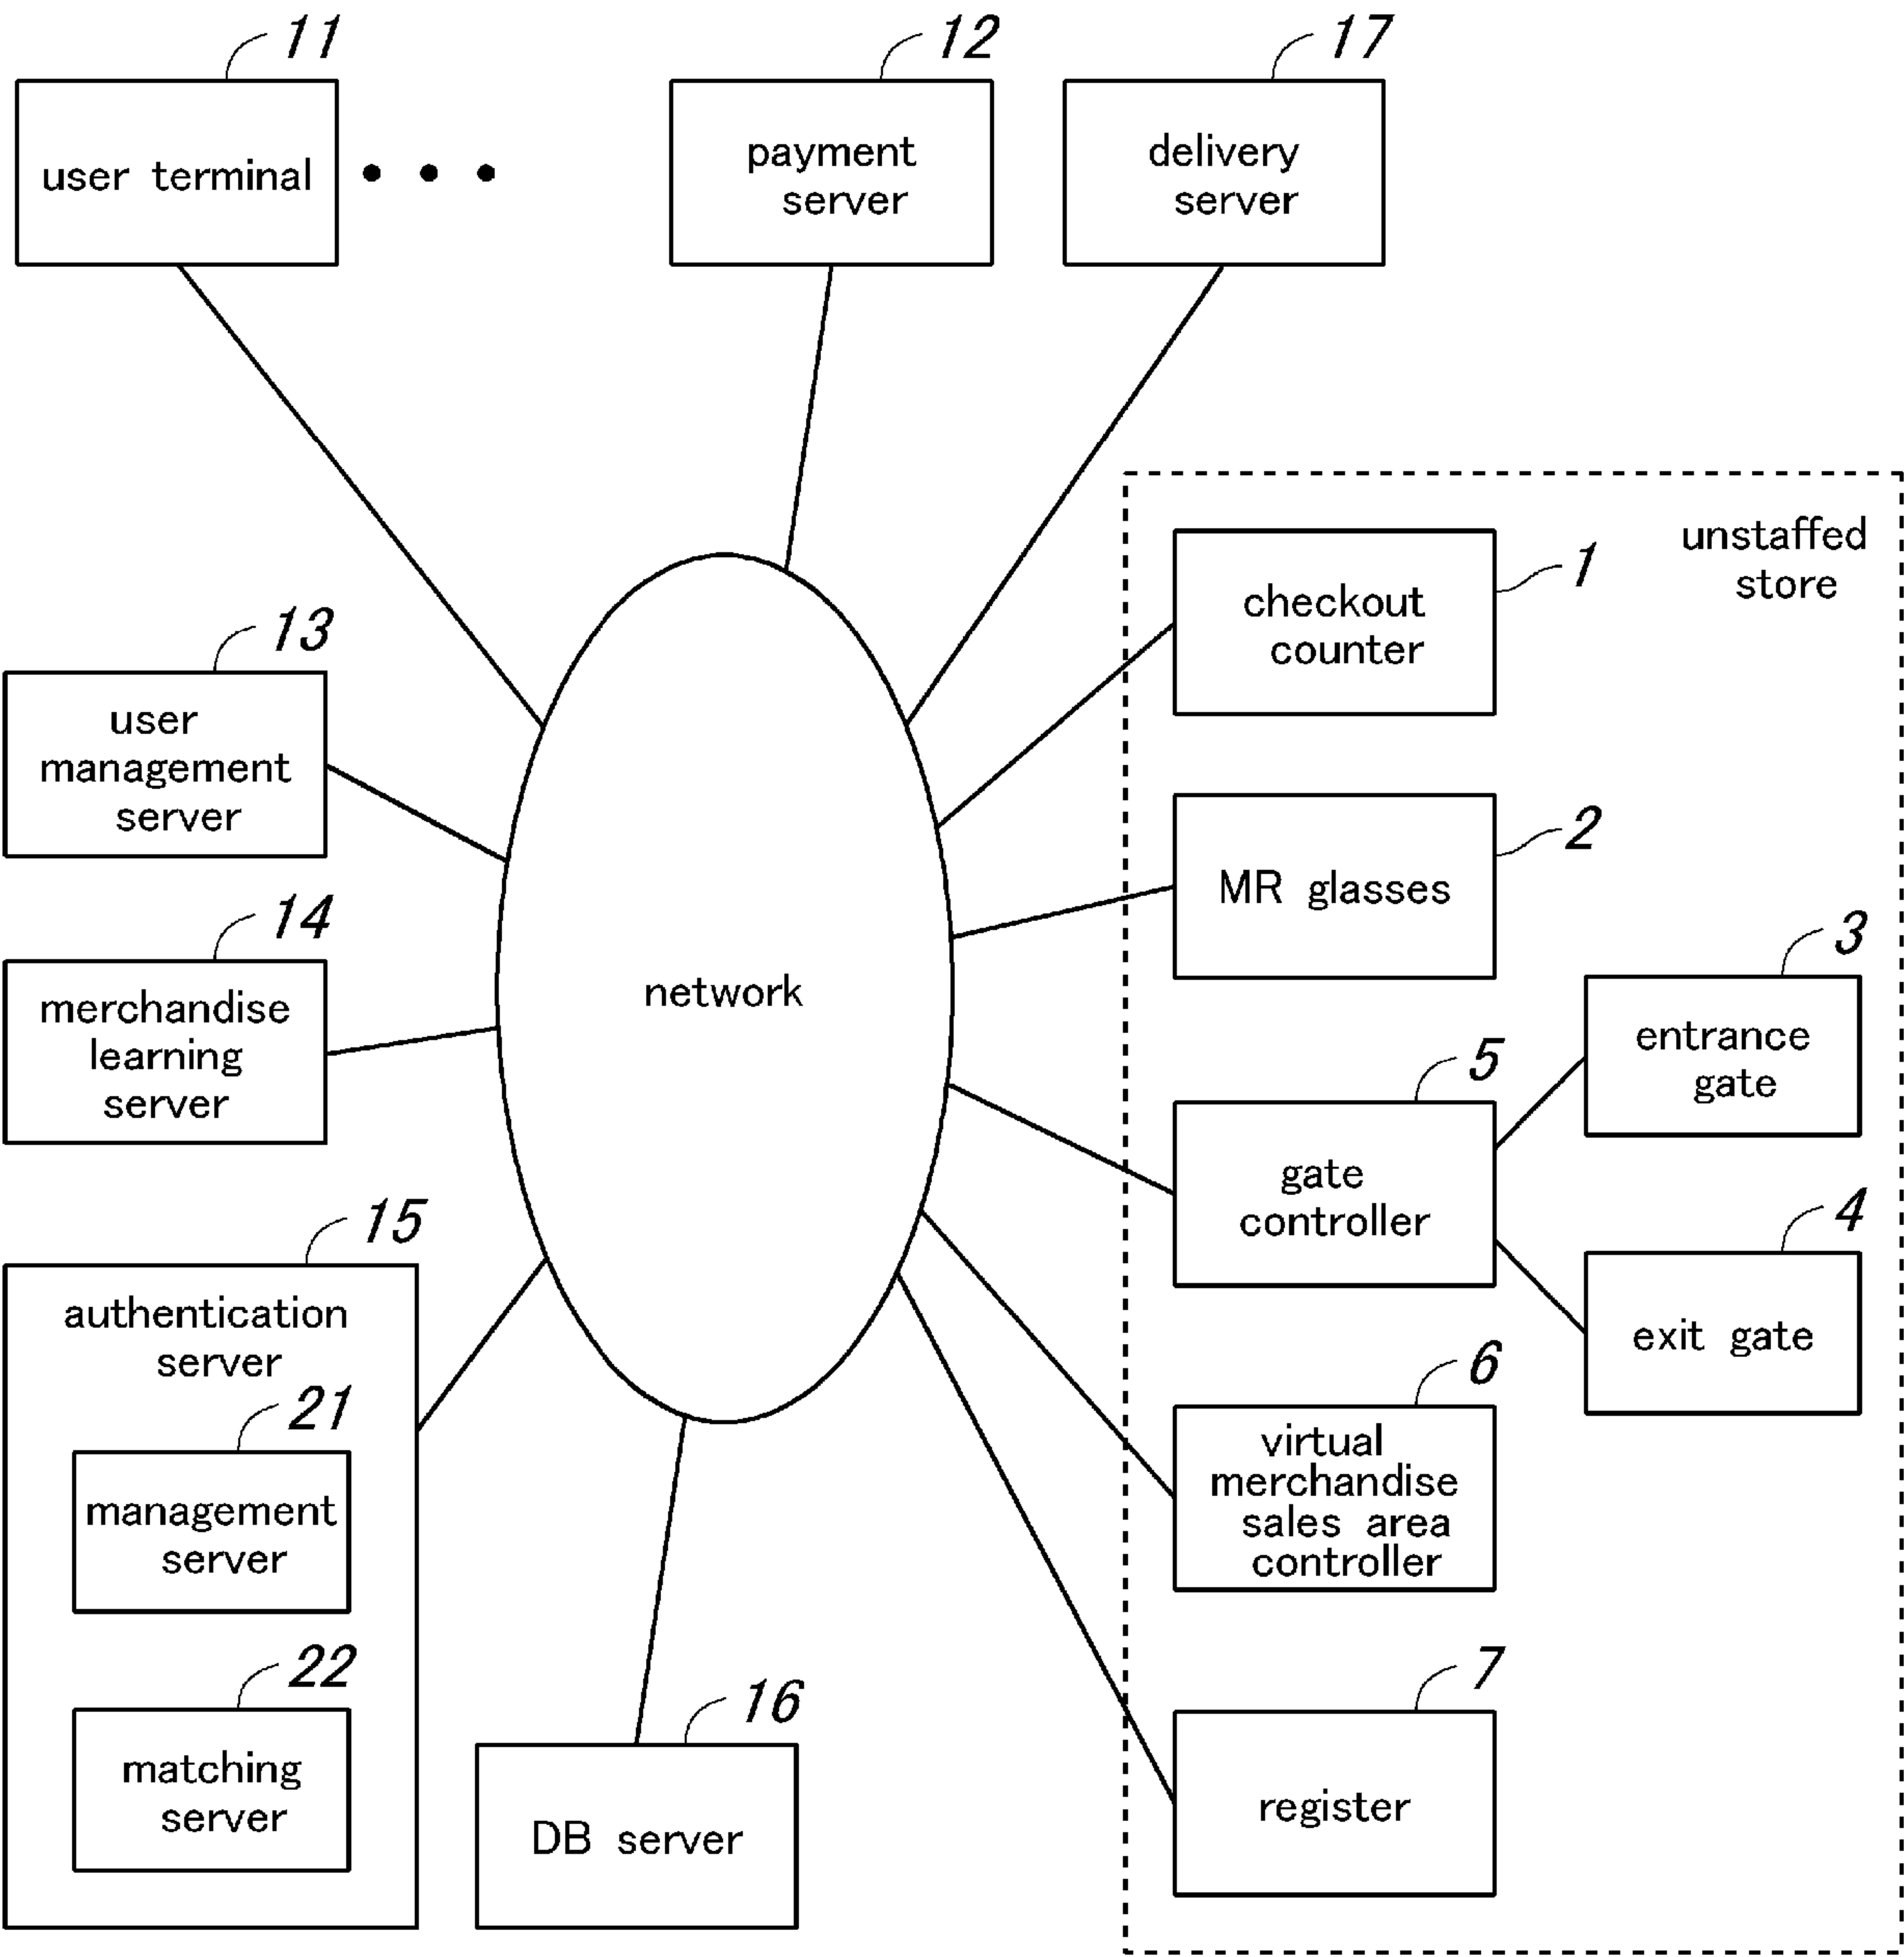 11
user terminal
12
payment
server
17
delivery
server
unstaffed
store
1
checkout
counter
13
user
management
server
2
MR glasses
14
merchandise
learning
server
network
3
entrance
gate
5
gate
controller
4
exit gate
15
authentication
server
21
management
server
22
matching
server
6
virtual
merchandise
sales area
controller
16
DB server
7
register